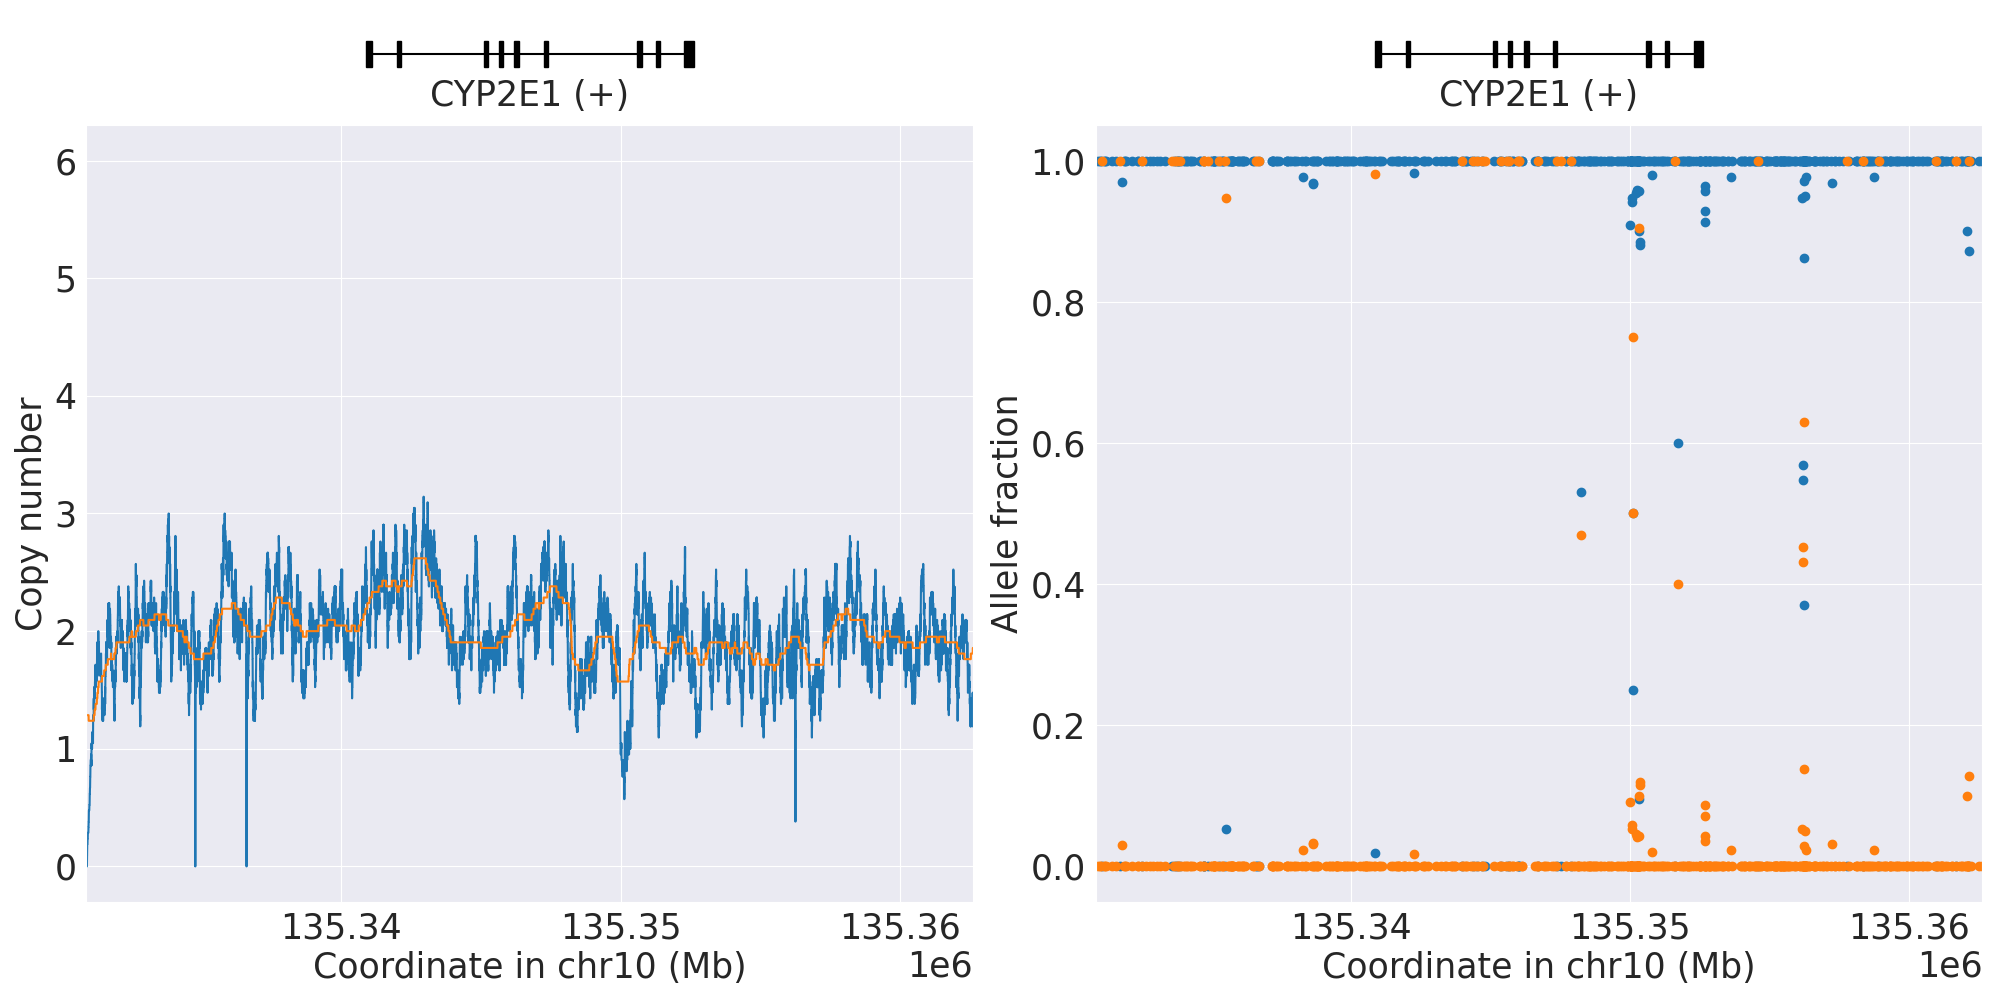 CYP2E1 (+)
6
5
4
3
2
1
0
Copy number
135.34 135.35 135.36
Coordinate in chr10 (Mb)
1e6
CYP2E1 (+)
1.0
0.8
0.6
0.4
0.2
0.0
Allele fraction
135.34 135.35 135.36
Coordinate in chr10 (Mb)
1e6